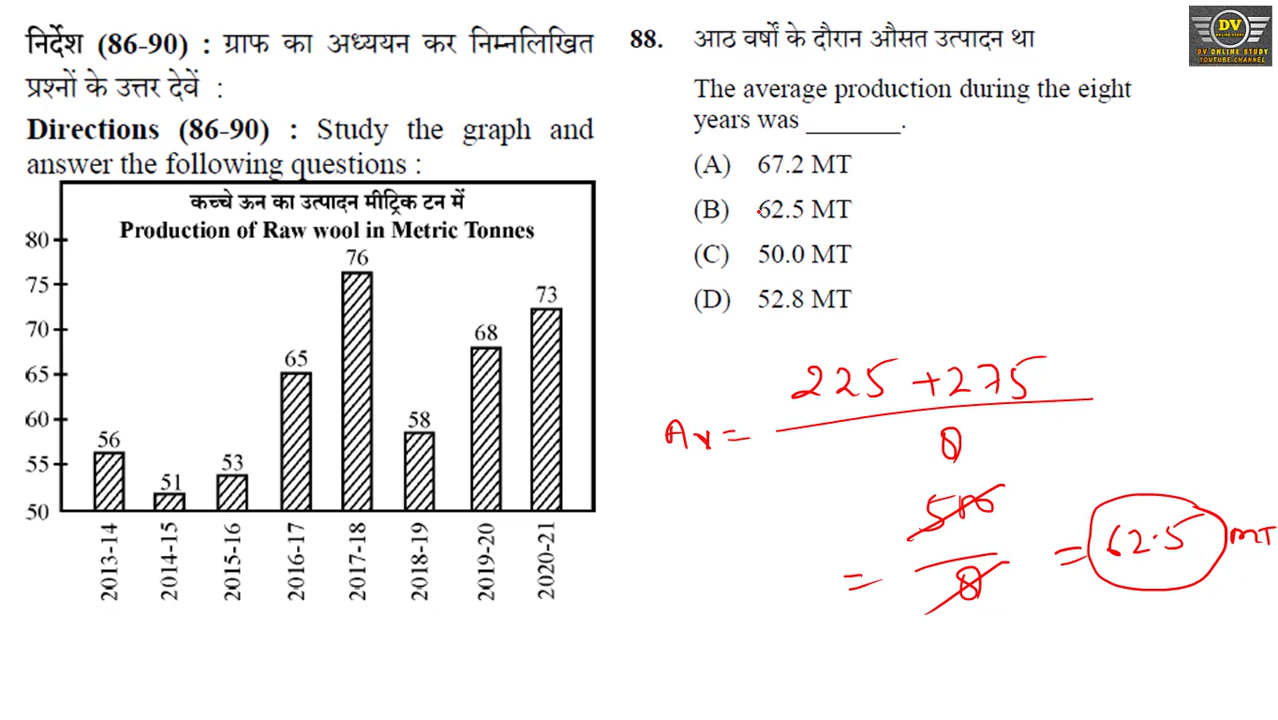 निर्देश (86-90) : ग्राफ का अध्ययन कर निम्नलिखित
प्रश्नों के उत्तर देवें :
Directions (86-90) : Study the graph and
answer the following questions :
कच्चे ऊन का उत्पादन मीट्रिक टन में
Production of Raw wool in Metric Tonnes
80
75
70
65
60
55
50
56
51
53
65
76
58
68
73
2013-14
2014-15
2015-16
2016-17
2017-18
2018-19
2019-20
2020-21
88. आठ वर्षों के दौरान औसत उत्पादन था
The average production during the eight
years was ________.
(A) 67.2 MT
(B) 62.5 MT
(C) 50.0 MT
(D) 52.8 MT
Av = 225 + 275
8
= 500
8
= 62.5 MT
DV
ONLINE STUDY
DV ONLINE STUDY
YOUTUBE CHANNEL